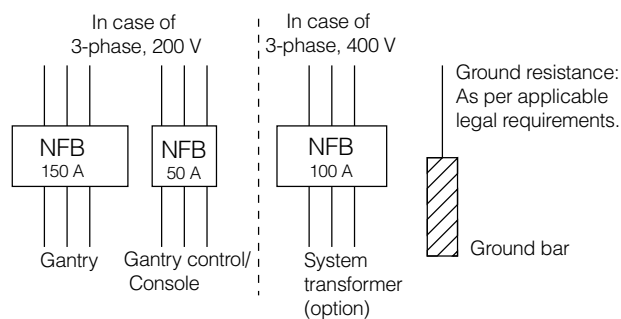 In case of
3-phase, 200 V
In case of
3-phase, 400 V
NFB
150 A
NFB
50 A
NFB
100 A
Ground resistance:
As per applicable
legal requirements.
Gantry
Gantry control/
Console
System
transformer
(option)
Ground bar